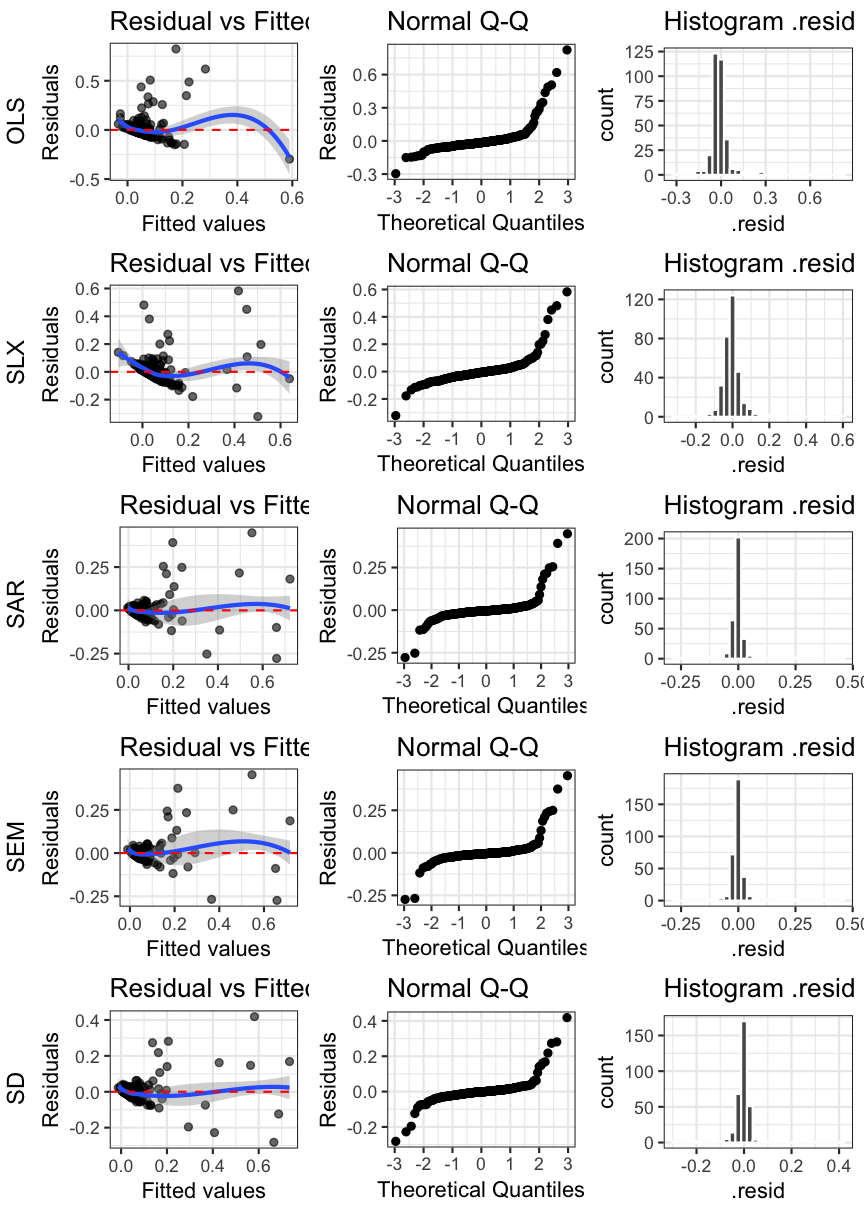 Residual vs Fitted
Normal Q-Q
Histogram .resid
OLS
Residuals
0.5
0.0
-0.5
0.0 0.2 0.4 0.6
Fitted values
Residuals
0.6
0.3
0.0
-0.3
-3 -2 -1 0 1 2 3
Theoretical Quantiles
count
125
100
75
50
25
0
-0.3 0.0 0.3 0.6
.resid
Residual vs Fitted
Normal Q-Q
Histogram .resid
SLX
Residuals
0.6
0.4
0.2
0.0
-0.2
0.0 0.2 0.4 0.6
Fitted values
Residuals
0.6
0.4
0.2
0.0
-0.2
-3 -2 -1 0 1 2 3
Theoretical Quantiles
count
120
80
40
0
-0.2 0.0 0.2 0.4 0.6
.resid
Residual vs Fitte
Normal Q-Q
Histogram .resid
SAR
Residuals
0.25
0.00
-0.25
0.0 0.2 0.4 0.6
Fitted values
Residuals
0.25
0.00
-0.25
-3 -2 -1 0 1 2 3
Theoretical Quantiles
count
200
150
100
50
0
-0.25 0.00 0.25 0.50
.resid
Residual vs Fitte
Normal Q-Q
Histogram .resid
SEM
Residuals
0.25
0.00
-0.25
0.0 0.2 0.4 0.6
Fitted values
Residuals
0.25
0.00
-0.25
-3 -2 -1 0 1 2 3
Theoretical Quantiles
count
150
100
50
0
-0.25 0.00 0.25 0.50
.resid
Residual vs Fitted
Normal Q-Q
Histogram .resid
SD
Residuals
0.4
0.2
0.0
-0.2
0.0 0.2 0.4 0.6
Fitted values
Residuals
0.4
0.2
0.0
-0.2
-3 -2 -1 0 1 2 3
Theoretical Quantiles
count
150
100
50
0
-0.2 0.0 0.2 0.4
.resid